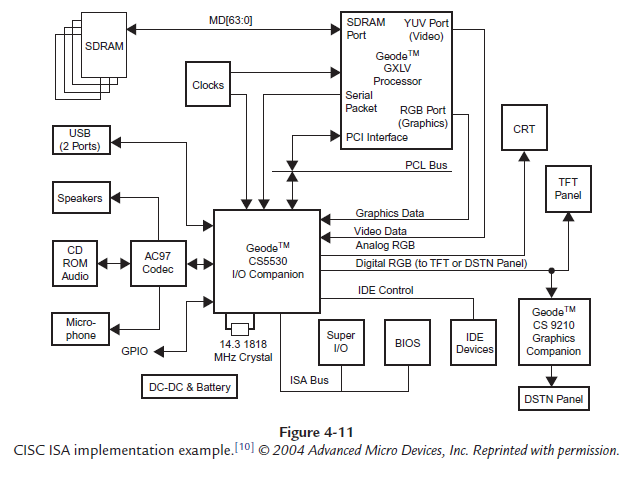 MD[63:0]
SDRAM
SDRAM
Port
YUV Port
(Video)
Geode™
GXLV
Processor
Clocks
Serial
Packet
RGB Port
(Graphics)
PCI Interface
CRT
USB
(2 Ports)
PCL Bus
TFT
Panel
Speakers
Graphics Data
Video Data
Analog RGB
Digital RGB (to TFT or DSTN Panel)
CD
ROM
Audio
AC97
Codec
Geode™
CS5530
I/O Companion
IDE Control
Micro-
phone
GPIO
14.3 1818
MHz Crystal
Super
I/O
BIOS
IDE
Devices
Geode™
CS 9210
Graphics
Companion
DC-DC & Battery
ISA Bus
DSTN Panel
Figure 4-11
CISC ISA implementation example.[10] © 2004 Advanced Micro Devices, Inc. Reprinted with permission.